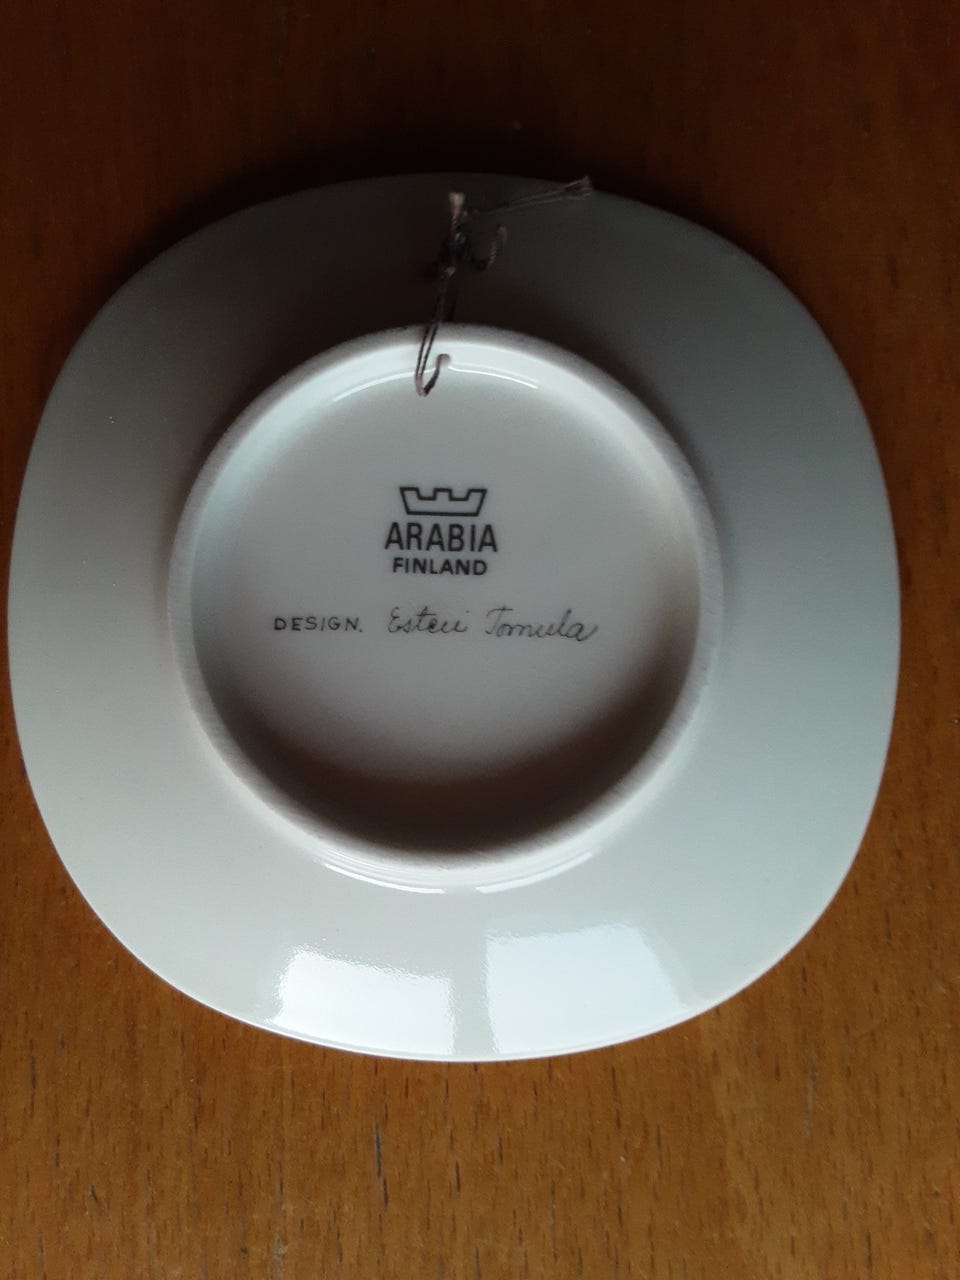 ARABIA
FINLAND
DESIGN. Esteri Tomula